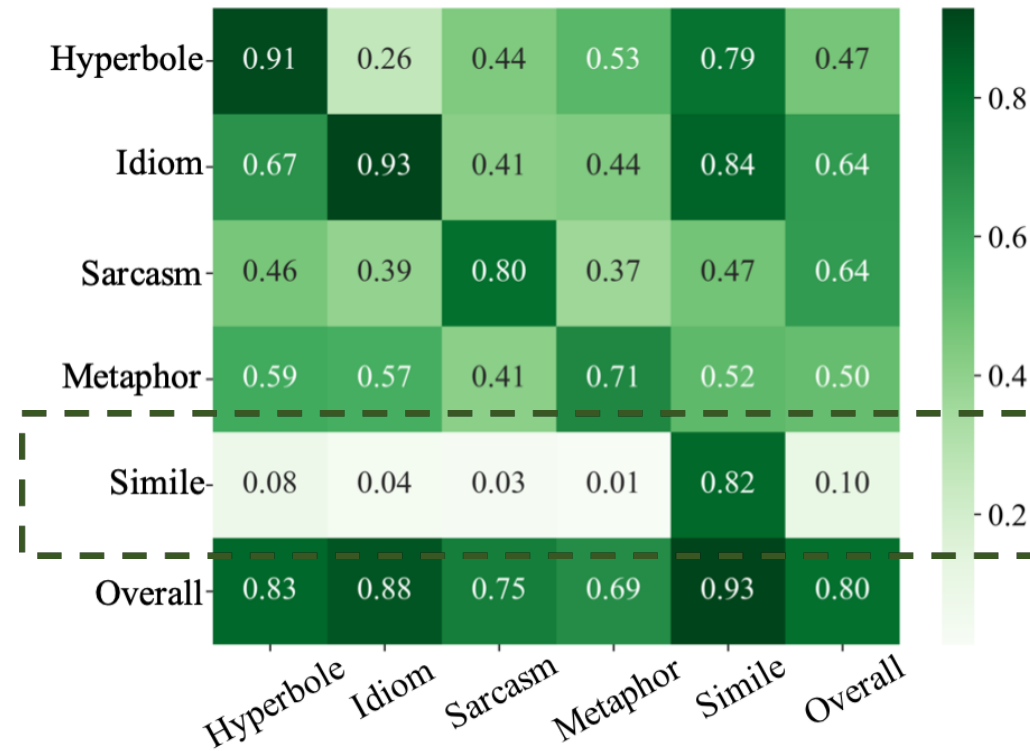 Hyperbole 0.91 0.26 0.44 0.53 0.79 0.47
0.8
Idiom 0.67 0.93 0.41 0.44 0.84 0.64
0.6
Sarcasm 0.46 0.39 0.80 0.37 0.47 0.64
Metaphor 0.59 0.57 0.41 0.71 0.52 0.50
0.4
Simile 0.08 0.04 0.03 0.01 0.82 0.10
0.2
Overall 0.83 0.88 0.75 0.69 0.93 0.80
Hyperbole Idiom Sarcasm Metaphor Simile Overall